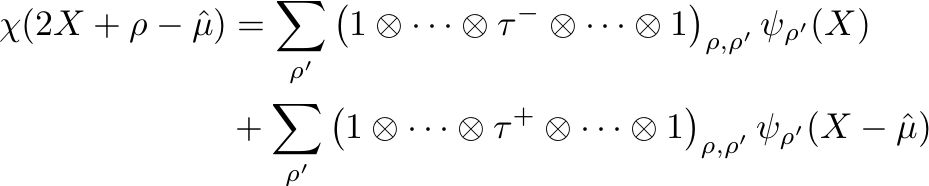 χ(2X + ρ − μ̂) = ∑_{ρ′} (1 ⊗ ··· ⊗ τ⁻ ⊗ ··· ⊗ 1)_{ρ,ρ′} ψ_{ρ′}(X)
+ ∑_{ρ′} (1 ⊗ ··· ⊗ τ⁺ ⊗ ··· ⊗ 1)_{ρ,ρ′} ψ_{ρ′}(X − μ̂)